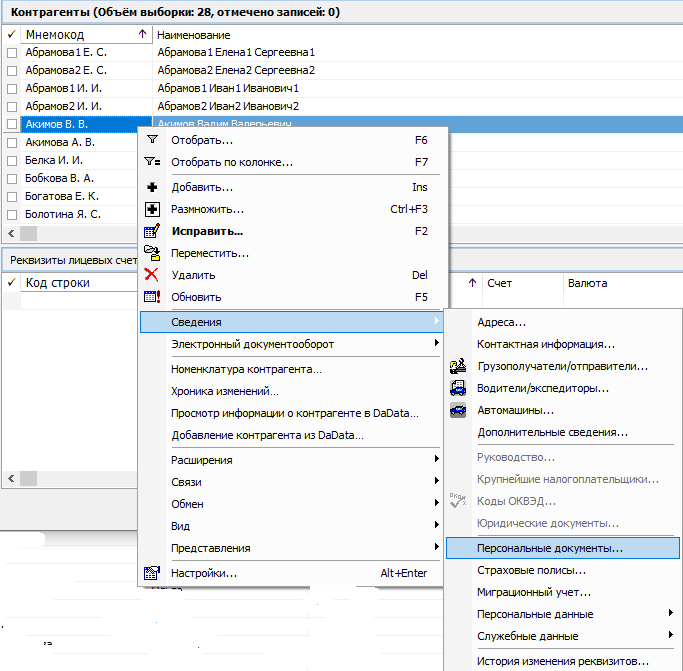 Контрагенты (Объём выборки: 28, отмечено записей: 0)
Мнемокод Наименование
Абрамова1 Е. С. Абрамова Елена1 Сергеевна1
Абрамова2 Е. С. Абрамова Елена2 Сергеевна2
Абрамов1 И. И. Абрамов1 Иван1 Иванович1
Абрамов2 И. И. Абрамов2 Иван2 Иванович2
Акимов В. В. Акимов Вадим Валерьевич
Акимова А. В.
Белка И. И.
Бобкова В. А.
Богатова Е. К.
Болотина Я. С.
Реквизиты лицевых счет
Код строки Счет Валюта
Отобрать... F6
Отобрать по колонке... F7
Добавить... Ins
Размножить... Ctrl+F3
Исправить... F2
Переместить...
Удалить Del
Обновить F5
Сведения
Электронный документооборот
Номенклатура контрагента...
Хроника изменений...
Просмотр информации о контрагенте в DaData...
Добавление контрагента из DaData...
Расширения
Связи
Обмен
Вид
Представления
Настройки... Alt+Enter
Адреса...
Контактная информация...
Грузополучатели/отправители...
Водители/экспедиторы...
Автомашины...
Дополнительные сведения...
Руководство...
Крупнейшие налогоплательщики...
Коды ОКВЭД...
Юридические документы...
Персональные документы...
Страховые полисы...
Миграционный учет...
Персональные данные
Служебные данные
История изменения реквизитов...